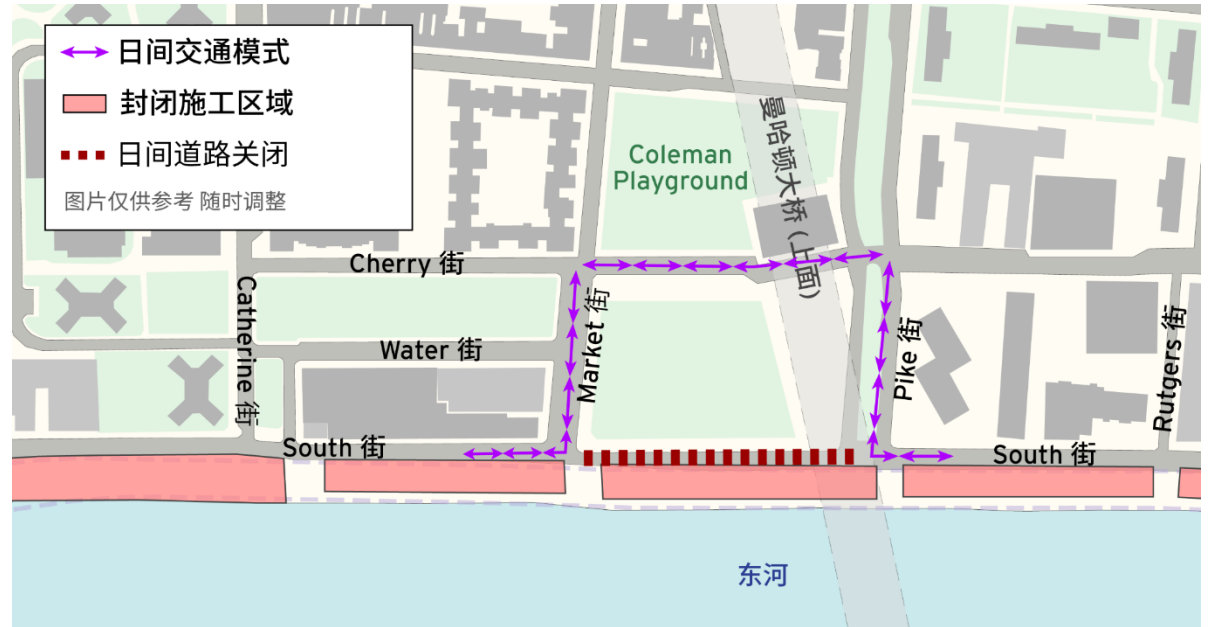 日间交通模式
封闭施工区域
日间道路关闭
图片仅供参考 随时调整
Coleman
Playground
曼哈顿大桥 (上面)
Cherry 街
Catherine 街
Water 街
Market 街
Pike 街
Rutgers 街
South 街
South 街
东河